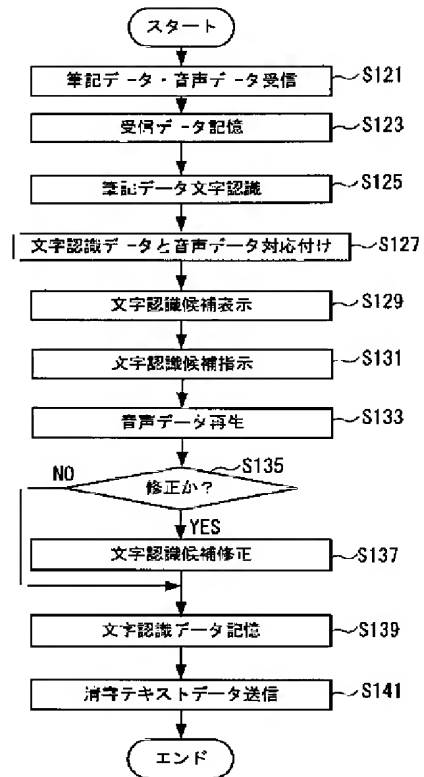 スタート
筆記データ・音声データ受信 S121
受信データ記憶 S123
筆記データ文字認識 S125
文字認識データと音声データ対応付け S127
文字認識候補表示 S129
文字認識候補指示 S131
音声データ再生 S133
S135
NO 修正か?
YES
文字認識候補修正 S137
文字認識データ記憶 S139
清書テキストデータ送信 S141
エンド